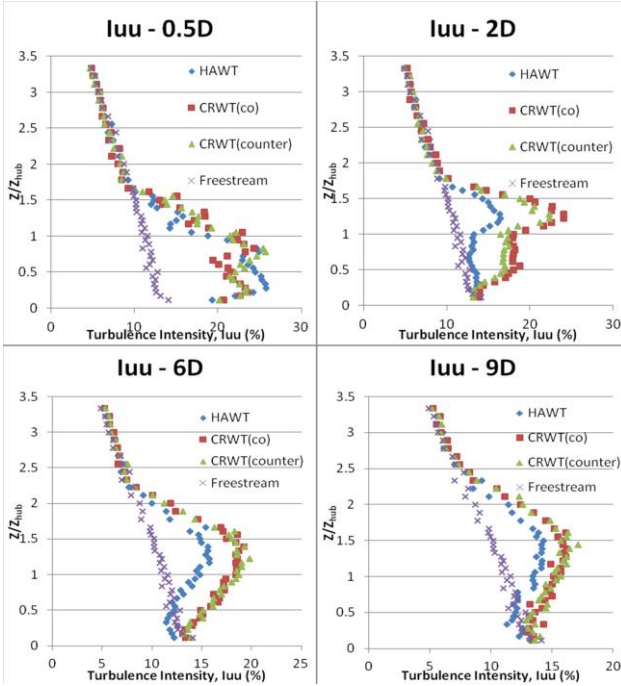 Iuu - 0.5D
3.5
3
2.5
2
1.5
1
0.5
0
Z/Zhub
HAWT
CRWT(co)
CRWT(counter)
Freestream
0 10 20 30
Turbulence Intensity, Iuu (%)
Iuu - 2D
3.5
3
2.5
2
1.5
1
0.5
0
Z/Zhub
HAWT
CRWT(co)
CRWT(counter)
Freestream
0 10 20 30
Turbulence Intensity, Iuu (%)
Iuu - 6D
3.5
3
2.5
2
1.5
1
0.5
0
Z/Zhub
HAWT
CRWT(co)
CRWT(counter)
Freestream
0 5 10 15 20 25
Turbulence Intensity, Iuu (%)
Iuu - 9D
3.5
3
2.5
2
1.5
1
0.5
0
Z/Zhub
HAWT
CRWT(co)
CRWT(counter)
Freestream
0 5 10 15 20
Turbulence Intensity, Iuu (%)